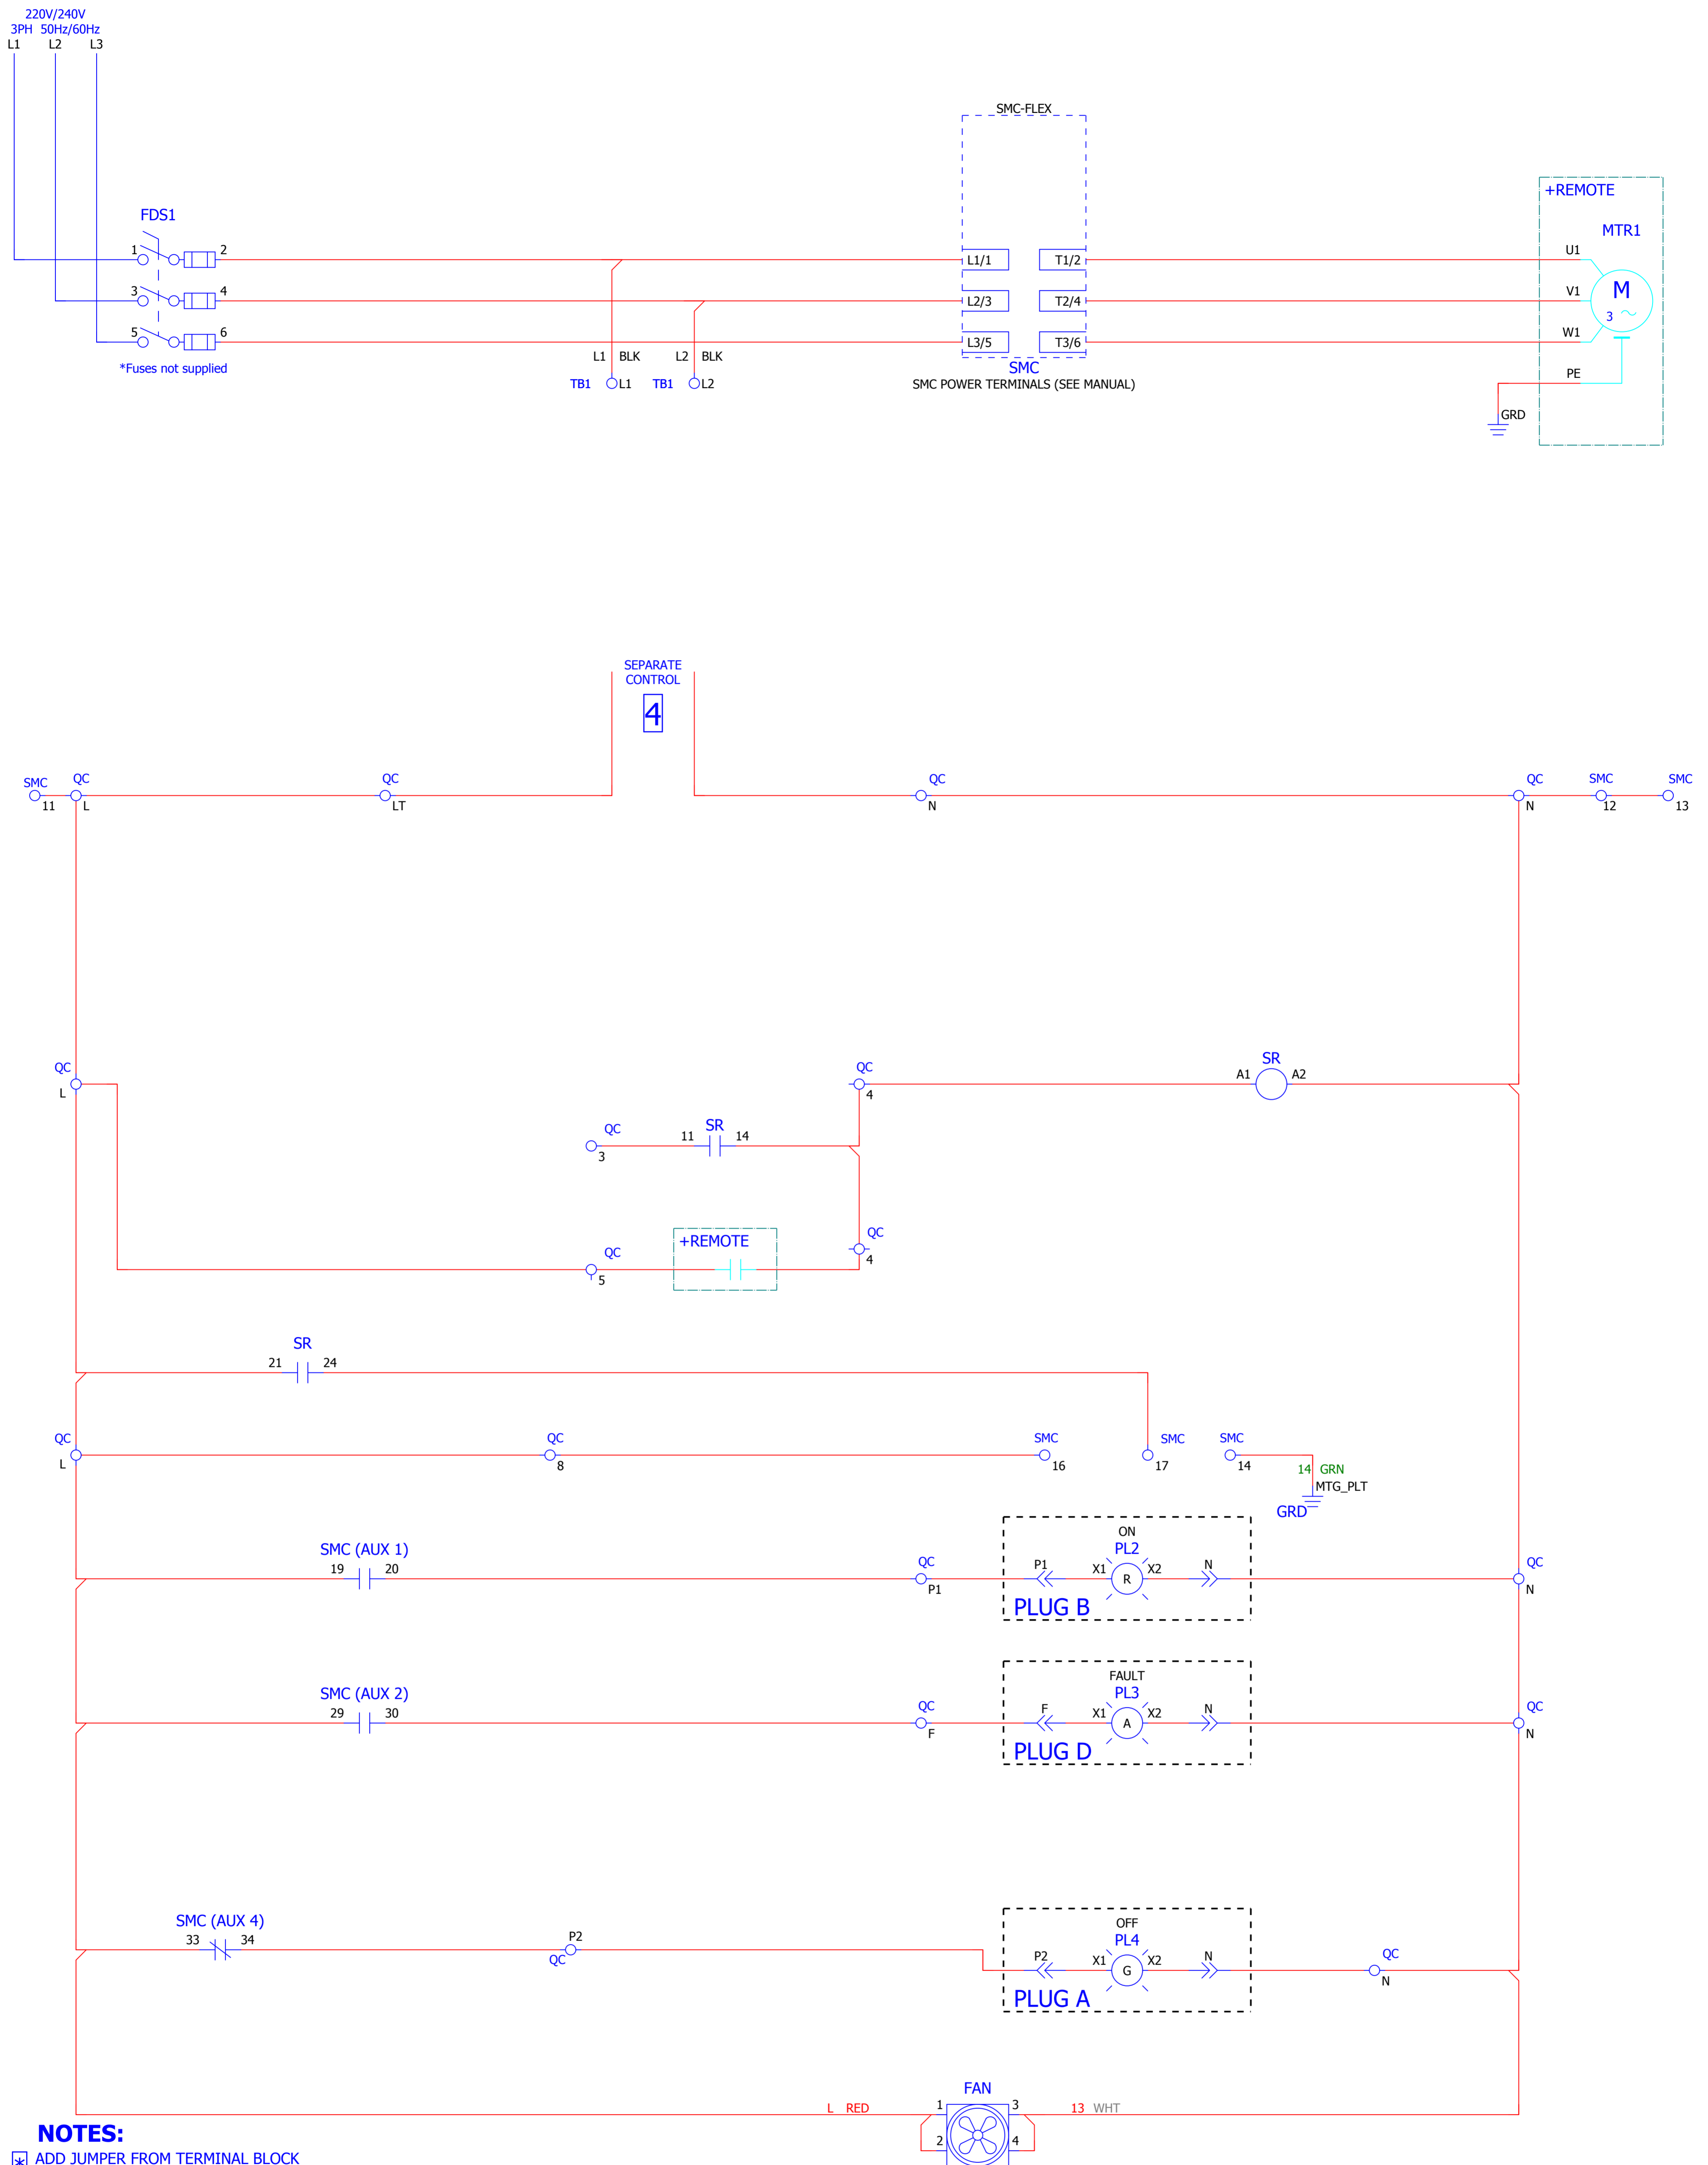 220V/240V
3PH 50Hz/60Hz
L1 L2 L3
SMC-FLEX
+REMOTE
MTR1
FDS1
1 2
L1/1 T1/2
U1
3 4
L2/3 T2/4
V1
M
3
5 6
L3/5 T3/6
W1
*Fuses not supplied
L1 BLK
L2 BLK
TB1 L1
TB1 L2
SMC
SMC POWER TERMINALS (SEE MANUAL)
PE
GRD
SEPARATE
CONTROL
4
SMC QC QC QC QC SMC SMC
11 L LT N N 12 13
QC QC SR
L 4 A1 A2
QC SR
3 11 14
QC
4
+REMOTE
QC
5
SR
21 24
QC QC SMC SMC SMC
L 8 16 17 14
14 GRN
MTG_PLT
GRD
ON
SMC (AUX 1)
19 20
QC
P1
P1 X1 PL2 R X2 N
PLUG B
QC
N
FAULT
SMC (AUX 2)
29 30
QC
F
F X1 PL3 A X2 N
PLUG D
QC
N
OFF
SMC (AUX 4)
33 34
P2
QC
P2 X1 PL4 G X2 N
PLUG A
QC
N
FAN
L RED
1 3
13 WHT
2 4
NOTES:
* ADD JUMPER FROM TERMINAL BLOCK